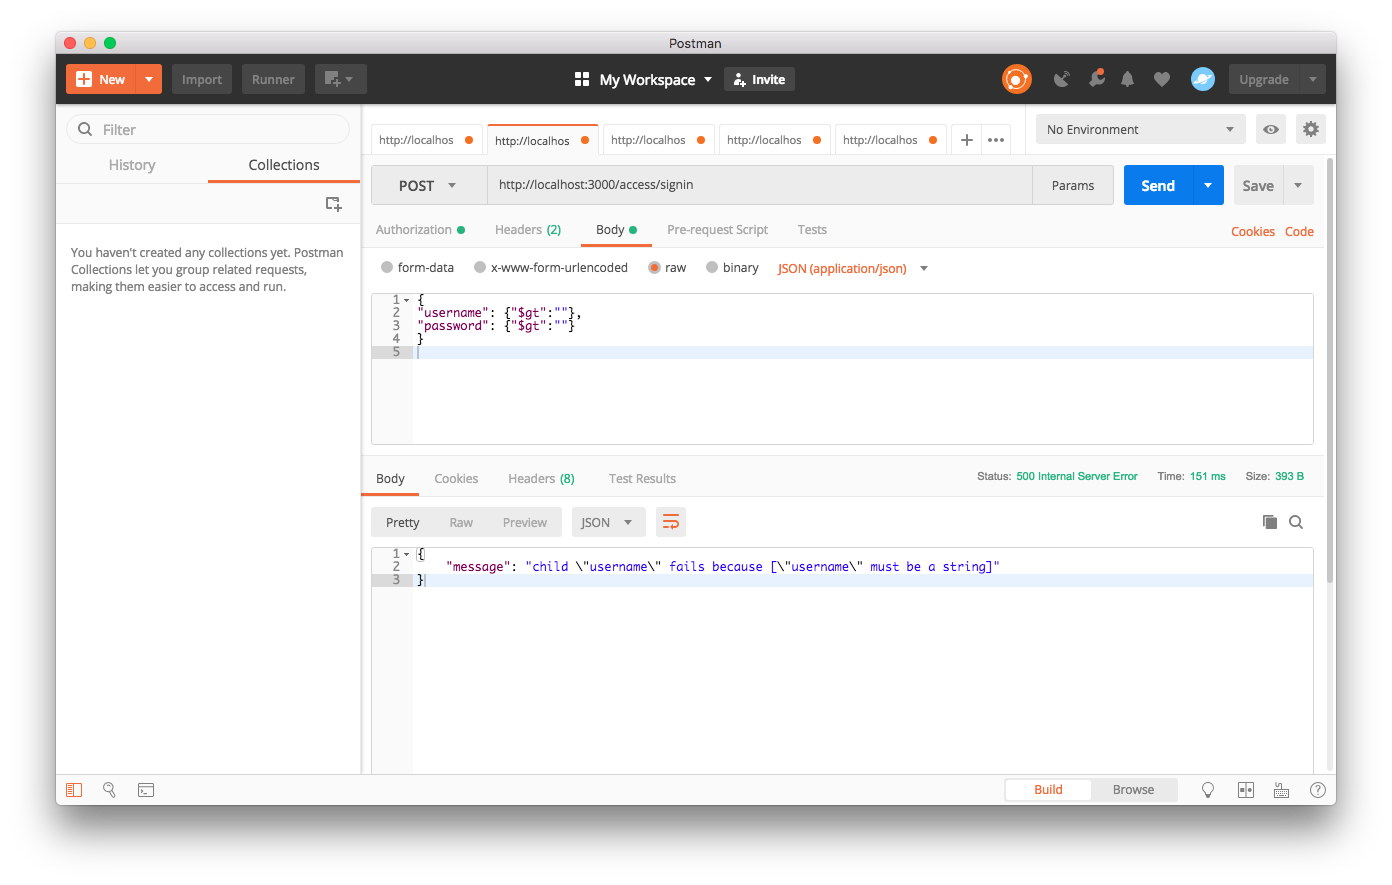 Postman
New
Import
Runner
My Workspace
Invite
Upgrade
Filter
History
Collections
You haven't created any collections yet. Postman
Collections let you group related requests,
making them easier to access and run.
http://localhos
http://localhos
http://localhos
http://localhos
http://localhos
No Environment
POST
http://localhost:3000/access/signin
Params
Send
Save
Authorization
Headers (2)
Body
Pre-request Script
Tests
Cookies
Code
form-data
x-www-form-urlencoded
raw
binary
JSON (application/json)
1 {
2 "username": {"$gt":""},
3 "password": {"$gt":""}
4 }
5
Body
Cookies
Headers (8)
Test Results
Status: 500 Internal Server Error
Time: 151 ms
Size: 393 B
Pretty
Raw
Preview
JSON
1 {
2 "message": "child \"username\" fails because [\"username\" must be a string]"
3 }
Build
Browse